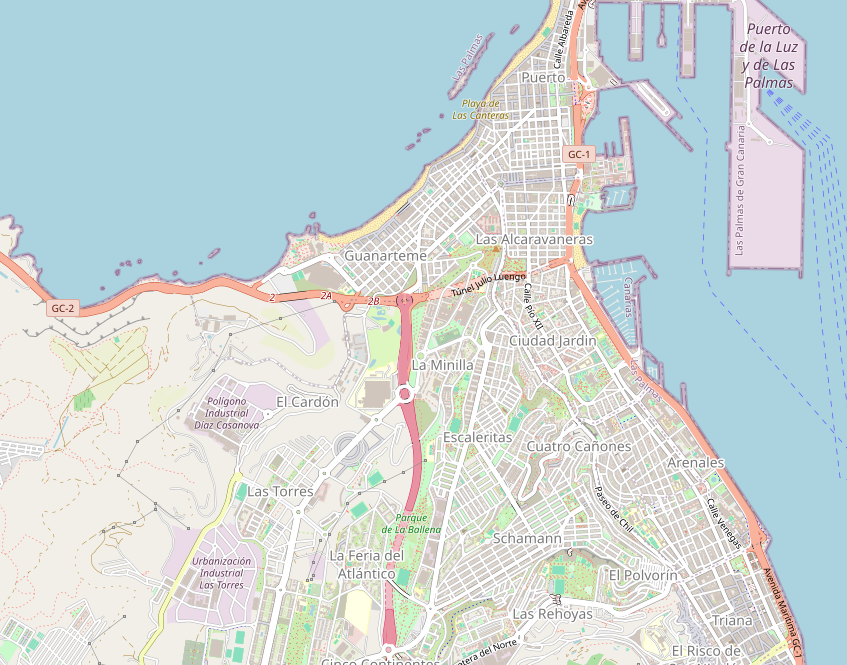 Puerto
de la Luz
y de Las
Palmas
Calle Albareda
Las Palmas
Puerto
Playa de
Las Canteras
GC-1
Las Palmas de Gran Canaria
Las Alcaravaneras
Guanarteme
2
2A
2B
Túnel Julio Luengo
GC-2
Calle Pío XII
Canarias
Ciudad Jardín
La Minilla
Las Palmas
El Cardón
Polígono
Industrial
Díaz Casanova
Escaleritas
Cuatro Cañones
Arenales
Las Torres
Paseo de Chil
Calle Venegas
Parque
de La Ballena
Schamann
La Feria del
Atlántico
Urbanización
Industrial
Las Torres
El Polvorín
Avenida Marítima GC-1
Las Rehoyas
Triana
El Risco de
Cinco Continentes
tera del Norte